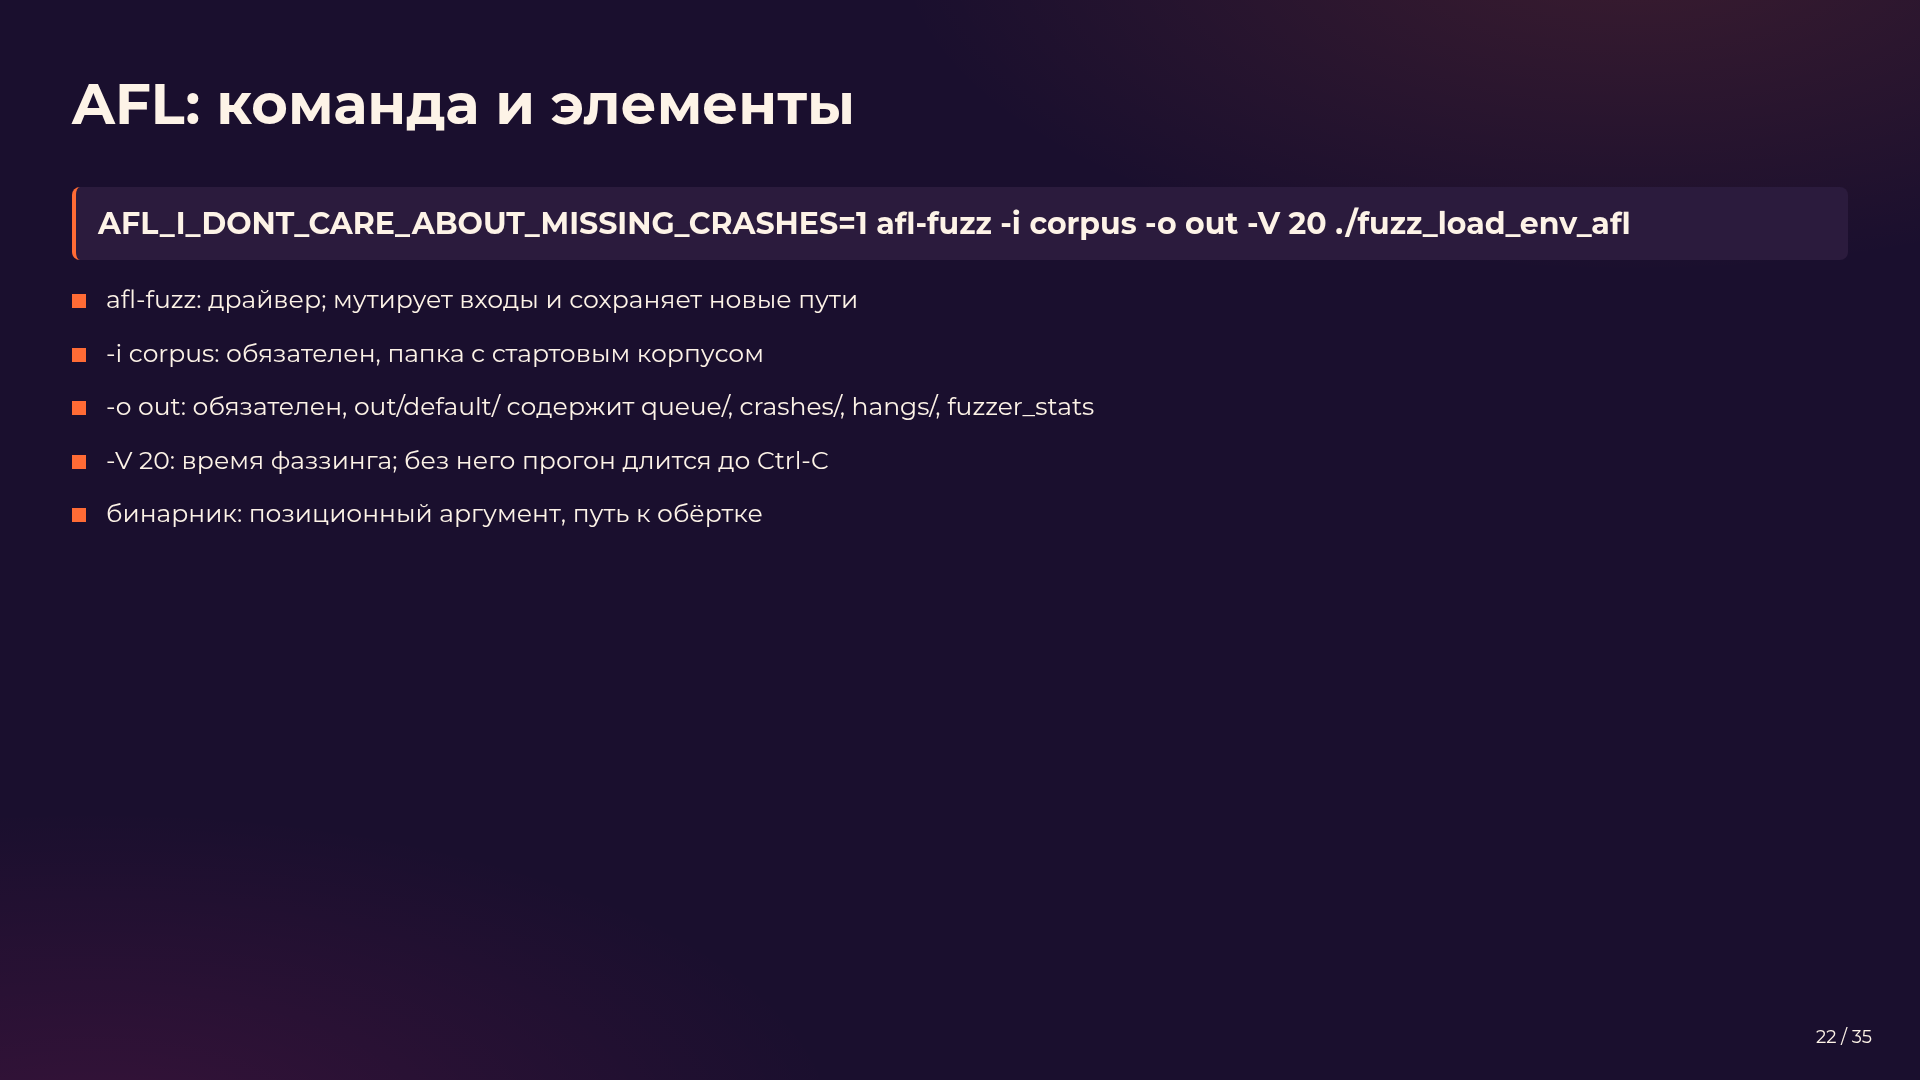 AFL: команда и элементы
AFL_I_DONT_CARE_ABOUT_MISSING_CRASHES=1 afl-fuzz -i corpus -o out -V 20 ./fuzz_load_env_afl
afl-fuzz: драйвер; мутирует входы и сохраняет новые пути
-i corpus: обязателен, папка с стартовым корпусом
-o out: обязателен, out/default/ содержит queue/, crashes/, hangs/, fuzzer_stats
-V 20: время фаззинга; без него прогон длится до Ctrl-C
бинарник: позиционный аргумент, путь к обёртке
22 / 35